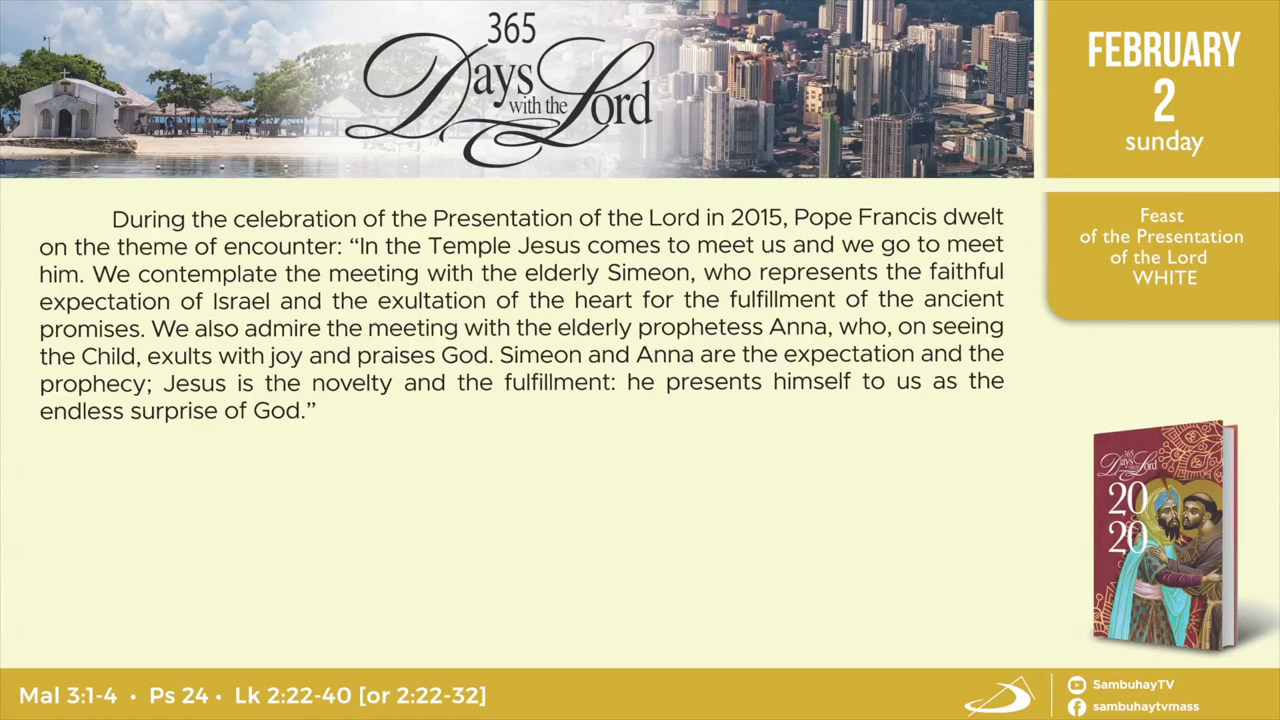 365
Days
with the
Lord
FEBRUARY
2
sunday
Feast
of the Presentation
of the Lord
WHITE
During the celebration of the Presentation of the Lord in 2015, Pope Francis dwelt
on the theme of encounter: “In the Temple Jesus comes to meet us and we go to meet
him. We contemplate the meeting with the elderly Simeon, who represents the faithful
expectation of Israel and the exultation of the heart for the fulfillment of the ancient
promises. We also admire the meeting with the elderly prophetess Anna, who, on seeing
the Child, exults with joy and praises God. Simeon and Anna are the expectation and the
prophecy; Jesus is the novelty and the fulfillment: he presents himself to us as the
endless surprise of God.”
365
Days with the Lord
20
20
Mal 3:1-4 • Ps 24 • Lk 2:22-40 [or 2:22-32]
SambuhayTV
sambuhaytvmass